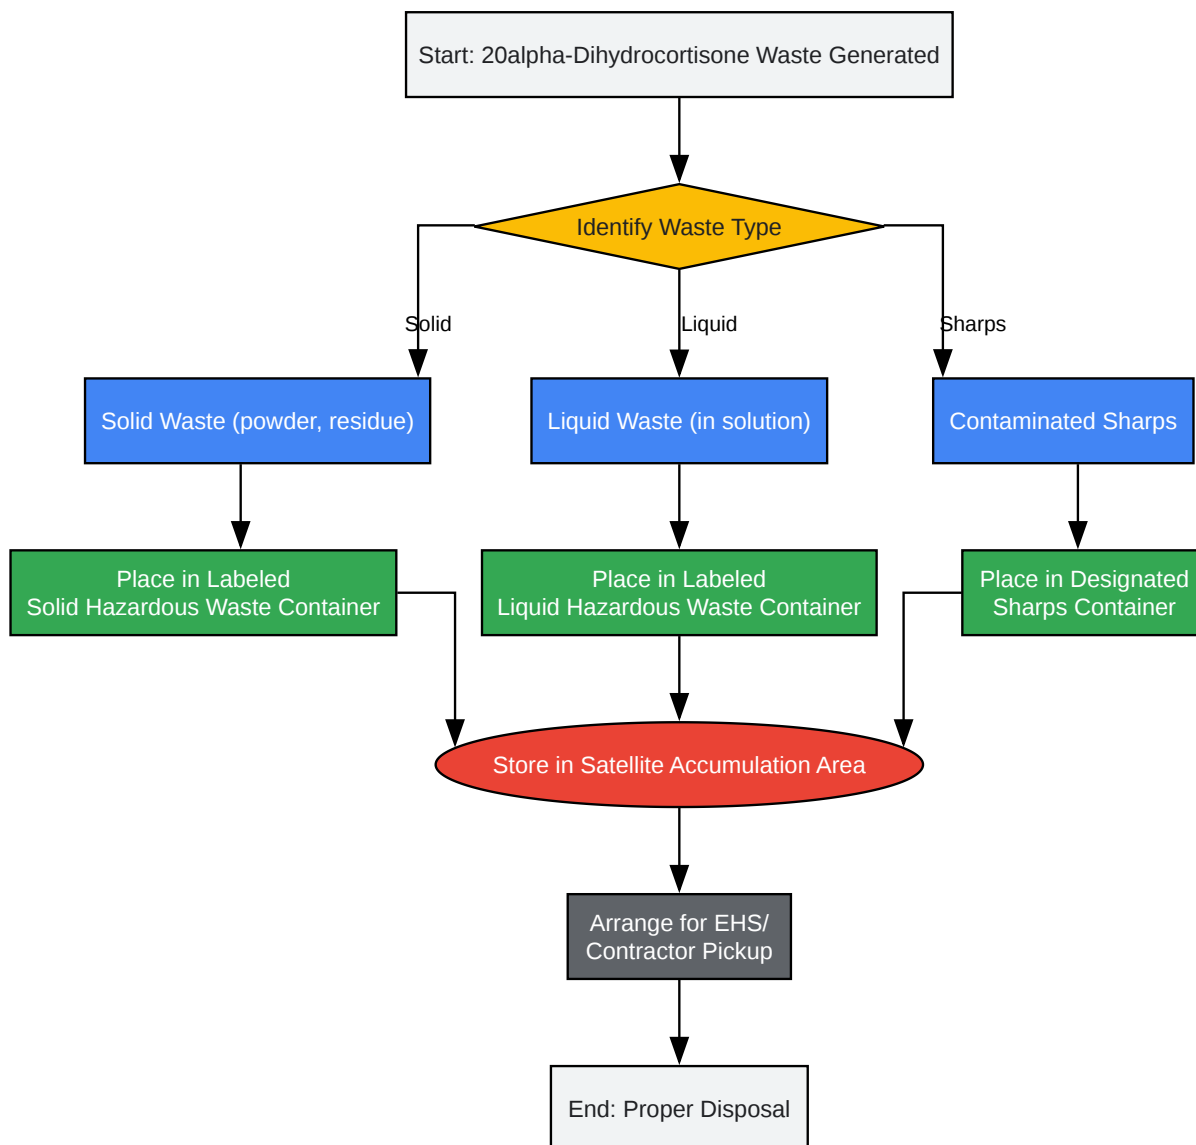 Start: 20alpha-Dihydrocortisone Waste Generated
Identify Waste Type
Solid
Liquid
Sharps
Solid Waste (powder, residue)
Liquid Waste (in solution)
Contaminated Sharps
Place in Labeled
Solid Hazardous Waste Container
Place in Labeled
Liquid Hazardous Waste Container
Place in Designated
Sharps Container
Store in Satellite Accumulation Area
Arrange for EHS/
Contractor Pickup
End: Proper Disposal